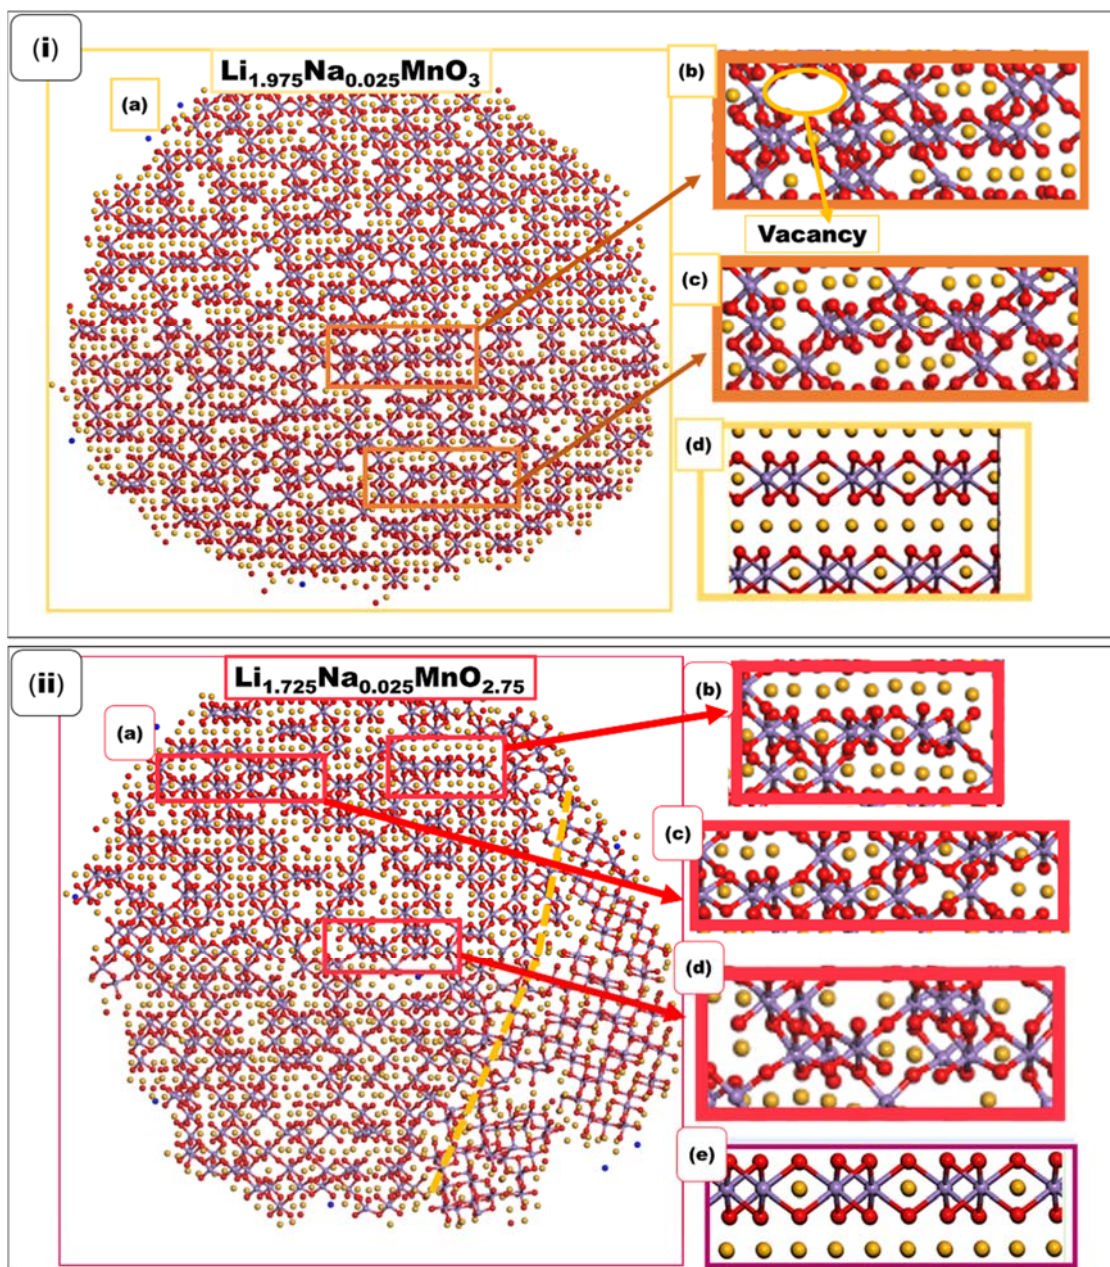 (i)
Li₁.₉₇₅Na₀.₀₂₅MnO₃
(a)
(b)
Vacancy
(c)
(d)
(ii)
Li₁.₇₂₅Na₀.₀₂₅MnO₂.₇₅
(a)
(b)
(c)
(d)
(e)